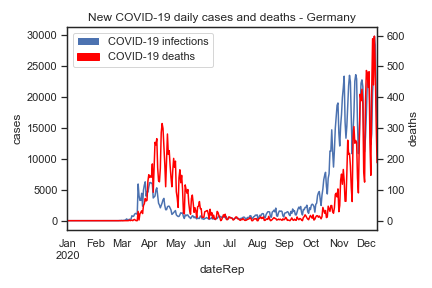 New COVID-19 daily cases and deaths - Germany
COVID-19 infections
COVID-19 deaths
30000
25000
20000
15000
10000
5000
0
cases
600
500
400
300
200
100
0
deaths
Jan Feb Mar Apr May Jun Jul Aug Sep Oct Nov Dec
2020
dateRep